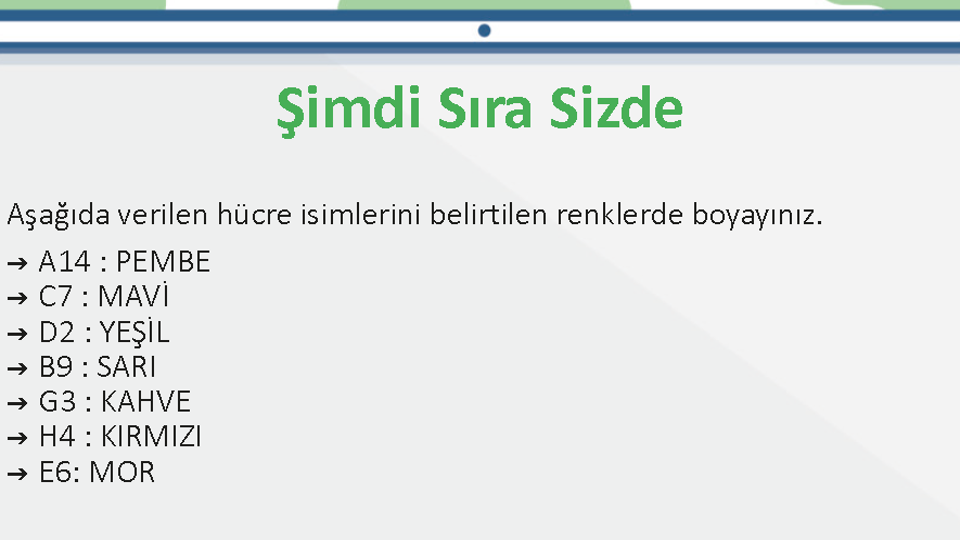 Şimdi Sıra Sizde
Aşağıda verilen hücre isimlerini belirtilen renklerde boyayınız.
→ A14 : PEMBE
→ C7 : MAVİ
→ D2 : YEŞİL
→ B9 : SARI
→ G3 : KAHVE
→ H4 : KIRMIZI
→ E6: MOR